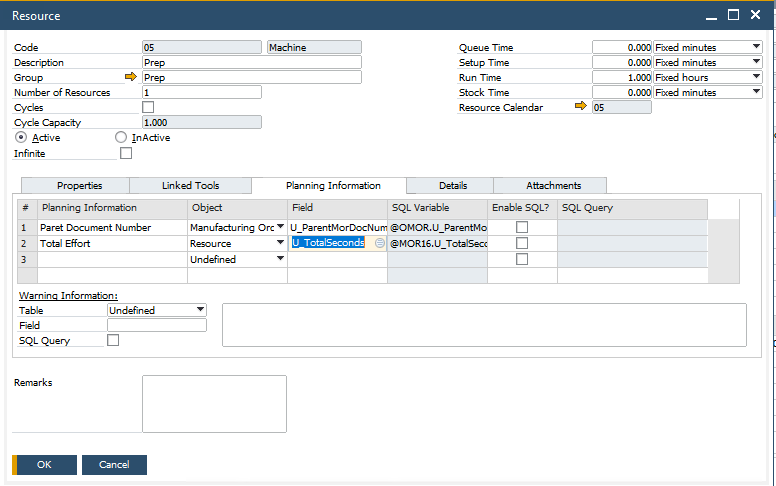 Resource
Code 05 Machine Queue Time 0.000 Fixed minutes
Description Prep Setup Time 0.000 Fixed minutes
Group Prep Run Time 1.000 Fixed hours
Number of Resources 1 Stock Time 0.000 Fixed minutes
Cycles Resource Calendar 05
Cycle Capacity 1.000
Active InActive
Infinite
Properties Linked Tools Planning Information Details Attachments
# Planning Information Object Field SQL Variable Enable SQL? SQL Query
1 Paret Document Number Manufacturing Orc U_ParentMorDocNum @OMOR.U_ParentMo
2 Total Effort Resource U_TotalSeconds @MOR16.U_TotalSecc
3 Undefined
Warning Information:
Table Undefined
Field
SQL Query
Remarks
OK Cancel